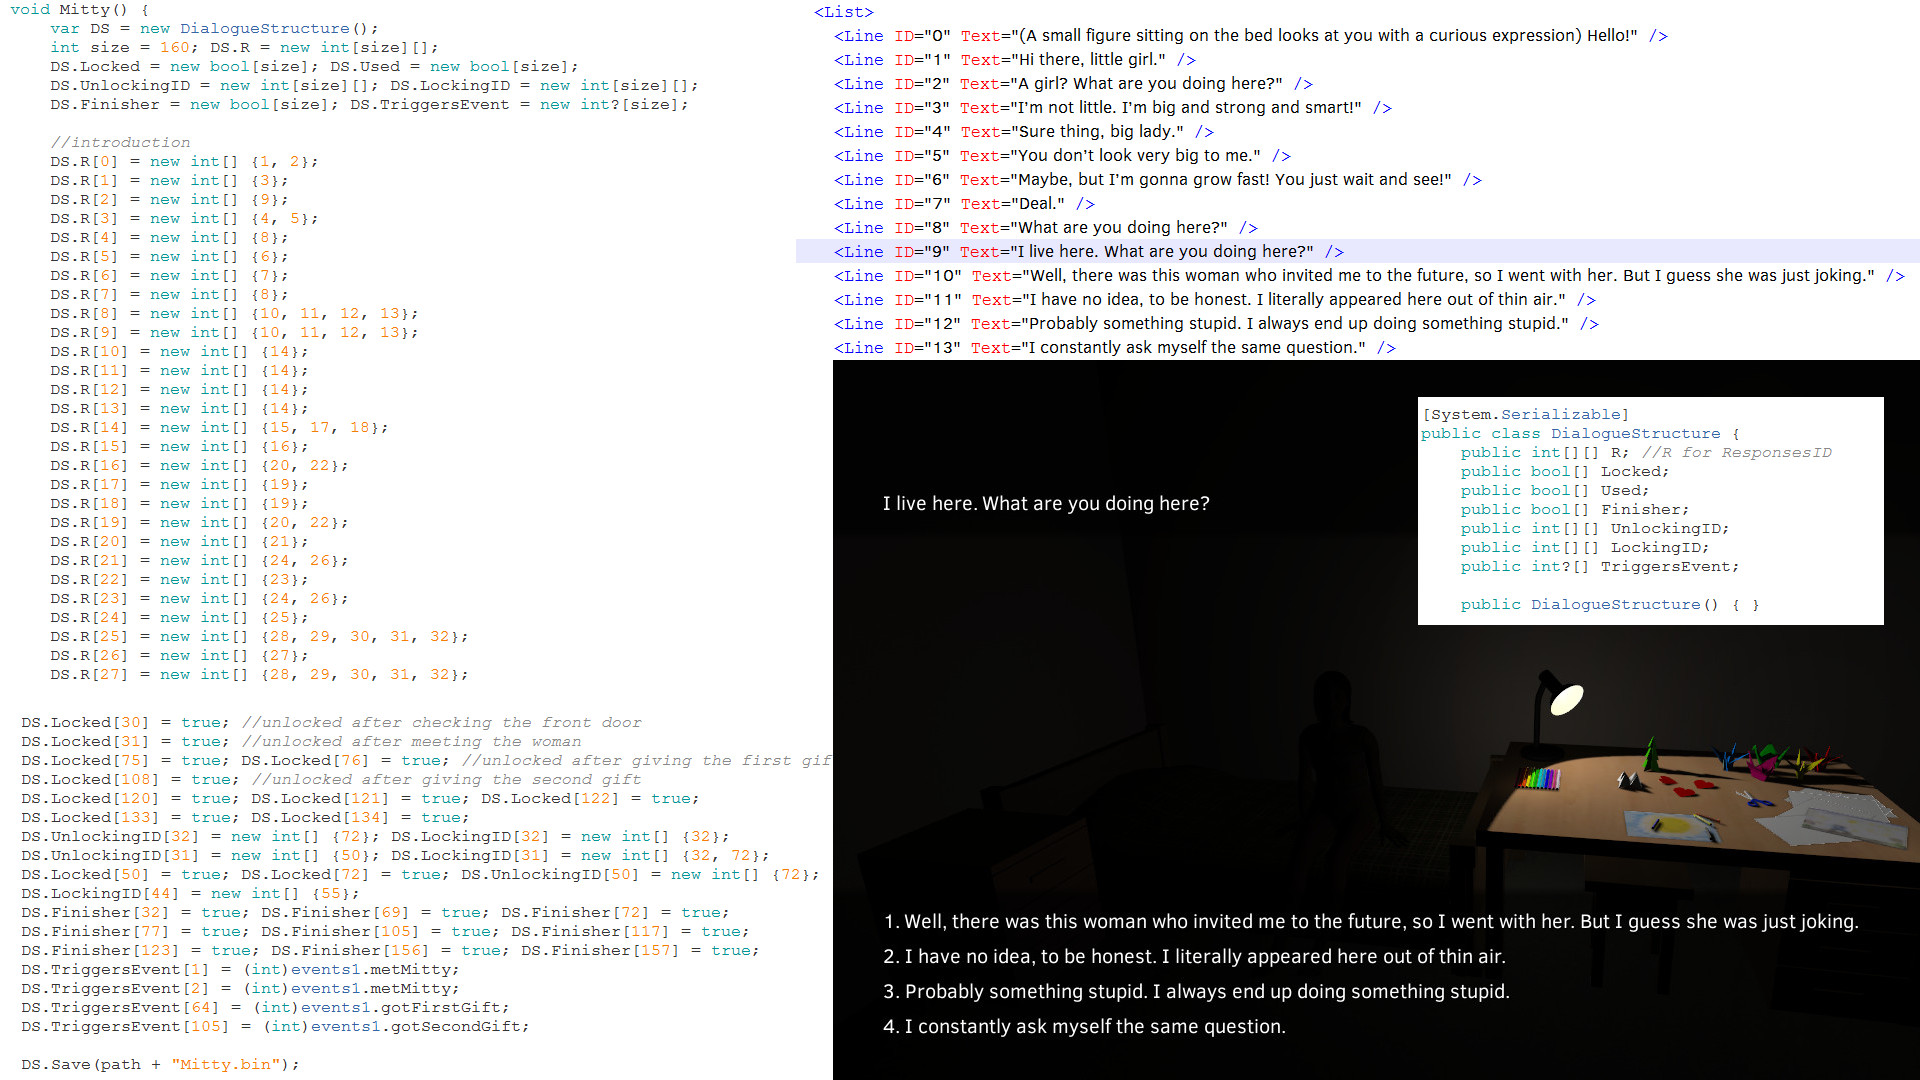 void Mitty() {
var DS = new DialogueStructure();
int size = 160; DS.R = new int[size][];
DS.Locked = new bool[size]; DS.Used = new bool[size];
DS.UnlockingID = new int[size][]; DS.LockingID = new int[size][];
DS.Finisher = new bool[size]; DS.TriggersEvent = new int?[size];
//introduction
DS.R[0] = new int[] {1, 2};
DS.R[1] = new int[] {3};
DS.R[2] = new int[] {9};
DS.R[3] = new int[] {4, 5};
DS.R[4] = new int[] {8};
DS.R[5] = new int[] {6};
DS.R[6] = new int[] {7};
DS.R[7] = new int[] {8};
DS.R[8] = new int[] {10, 11, 12, 13};
DS.R[9] = new int[] {10, 11, 12, 13};
DS.R[10] = new int[] {14};
DS.R[11] = new int[] {14};
DS.R[12] = new int[] {14};
DS.R[13] = new int[] {14};
DS.R[14] = new int[] {15, 17, 18};
DS.R[15] = new int[] {16};
DS.R[16] = new int[] {20, 22};
DS.R[17] = new int[] {19};
DS.R[18] = new int[] {19};
DS.R[19] = new int[] {20, 22};
DS.R[20] = new int[] {21};
DS.R[21] = new int[] {24, 26};
DS.R[22] = new int[] {23};
DS.R[23] = new int[] {24, 26};
DS.R[24] = new int[] {25};
DS.R[25] = new int[] {28, 29, 30, 31, 32};
DS.R[26] = new int[] {27};
DS.R[27] = new int[] {28, 29, 30, 31, 32};
DS.Locked[30] = true; //unlocked after checking the front door
DS.Locked[31] = true; //unlocked after meeting the woman
DS.Locked[75] = true; DS.Locked[76] = true; //unlocked after giving the first gif
DS.Locked[108] = true; //unlocked after giving the second gift
DS.Locked[120] = true; DS.Locked[121] = true; DS.Locked[122] = true;
DS.Locked[133] = true; DS.Locked[134] = true;
DS.UnlockingID[32] = new int[] {72}; DS.LockingID[32] = new int[] {32};
DS.UnlockingID[31] = new int[] {50}; DS.LockingID[31] = new int[] {32, 72};
DS.Locked[50] = true; DS.Locked[72] = true; DS.UnlockingID[50] = new int[] {72};
DS.LockingID[44] = new int[] {55};
DS.Finisher[32] = true; DS.Finisher[69] = true; DS.Finisher[72] = true;
DS.Finisher[77] = true; DS.Finisher[105] = true; DS.Finisher[117] = true;
DS.Finisher[123] = true; DS.Finisher[156] = true; DS.Finisher[157] = true;
DS.TriggersEvent[1] = (int)events1.metMitty;
DS.TriggersEvent[2] = (int)events1.metMitty;
DS.TriggersEvent[64] = (int)events1.gotFirstGift;
DS.TriggersEvent[105] = (int)events1.gotSecondGift;
DS.Save(path + "Mitty.bin");
<List>
<Line ID="0" Text="(A small figure sitting on the bed looks at you with a curious expression) Hello!" />
<Line ID="1" Text="Hi there, little girl." />
<Line ID="2" Text="A girl? What are you doing here?" />
<Line ID="3" Text="I'm not little. I'm big and strong and smart!" />
<Line ID="4" Text="Sure thing, big lady." />
<Line ID="5" Text="You don't look very big to me." />
<Line ID="6" Text="Maybe, but I'm gonna grow fast! You just wait and see!" />
<Line ID="7" Text="Deal." />
<Line ID="8" Text="What are you doing here?" />
<Line ID="9" Text="I live here. What are you doing here?" />
<Line ID="10" Text="Well, there was this woman who invited me to the future, so I went with her. But I guess she was just joking." />
<Line ID="11" Text="I have no idea, to be honest. I literally appeared here out of thin air." />
<Line ID="12" Text="Probably something stupid. I always end up doing something stupid." />
<Line ID="13" Text="I constantly ask myself the same question." />
[System.Serializable]
public class DialogueStructure {
public int[][] R; //R for ResponsesID
public bool[] Locked;
public bool[] Used;
public bool[] Finisher;
public int[][] UnlockingID;
public int[][] LockingID;
public int?[] TriggersEvent;
public DialogueStructure() { }
I live here. What are you doing here?
1. Well, there was this woman who invited me to the future, so I went with her. But I guess she was just joking.
2. I have no idea, to be honest. I literally appeared here out of thin air.
3. Probably something stupid. I always end up doing something stupid.
4. I constantly ask myself the same question.